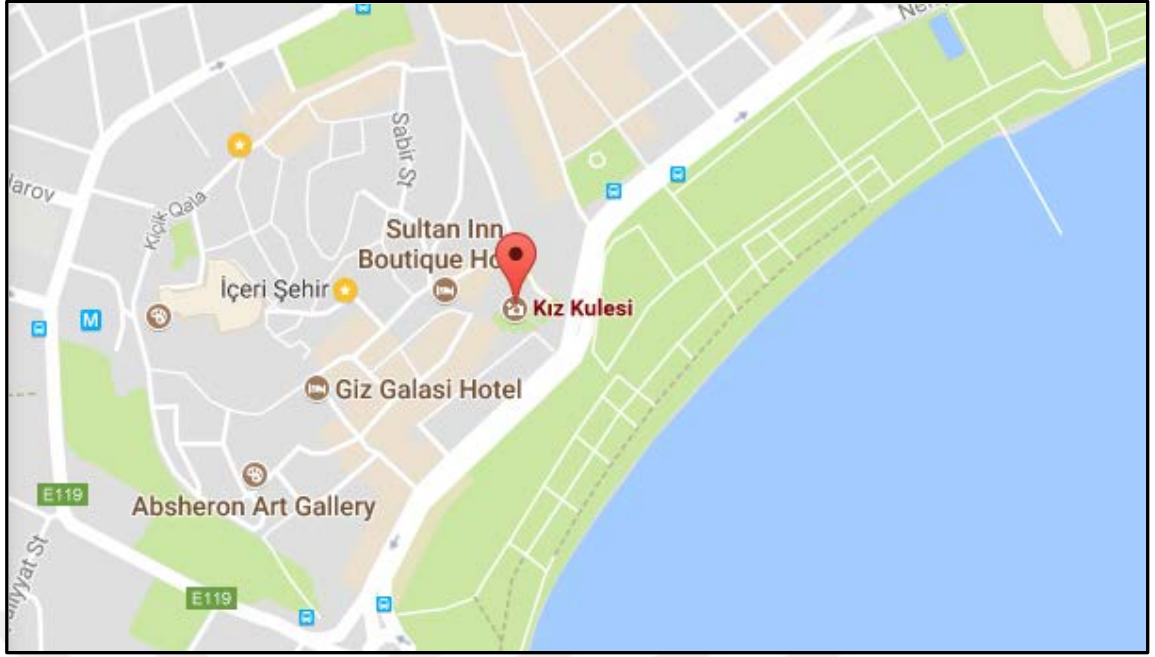 Sabir St
Kiçik Qala
Sultan Inn
Boutique Ho
İçeri Şehir
Kız Kulesi
M
Giz Galasi Hotel
E119
Absheron Art Gallery
E119